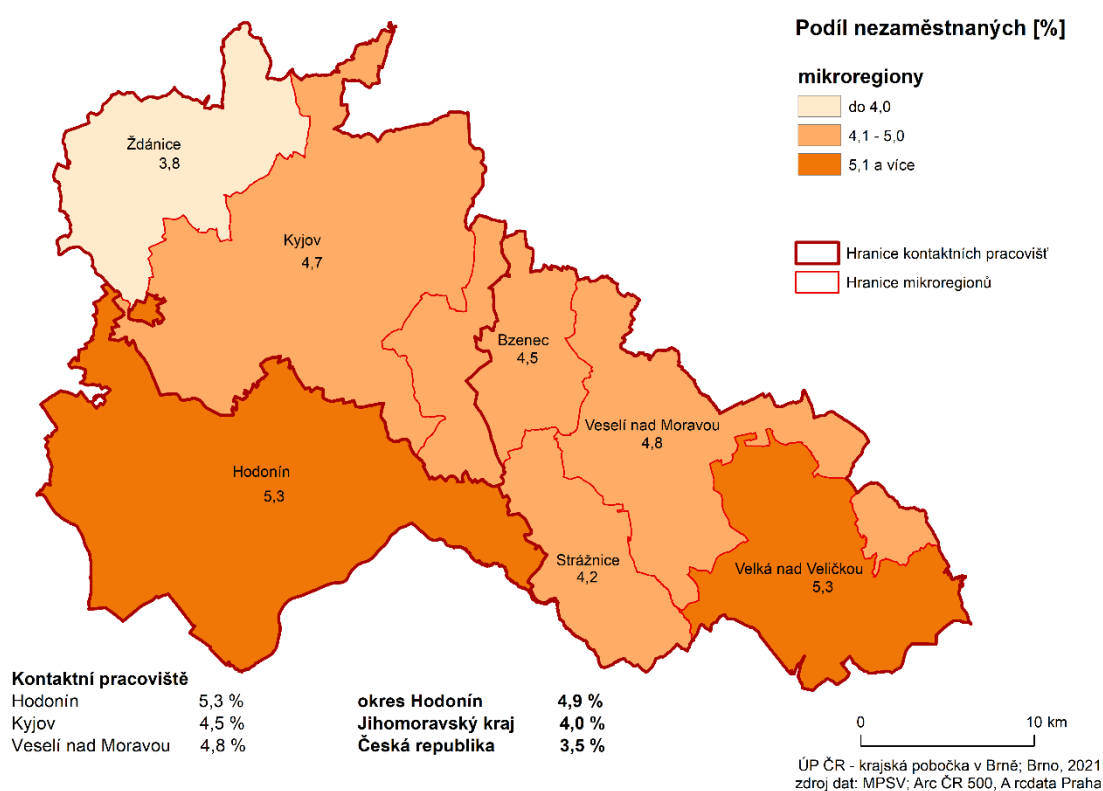 Podíl nezaměstnaných [%]
mikroregiony
do 4,0
4,1 - 5,0
5,1 a více
Hranice kontaktních pracovišť
Hranice mikroregionů
Ždánice
3,8
Kyjov
4,7
Bzenec
4,5
Veselí nad Moravou
4,8
Hodonín
5,3
Strážnice
4,2
Velká nad Veličkou
5,3
Kontaktní pracoviště
Hodonín 5,3 %
Kyjov 4,5 %
Veselí nad Moravou 4,8 %
okres Hodonín 4,9 %
Jihomoravský kraj 4,0 %
Česká republika 3,5 %
0 10 km
ÚP ČR - krajská pobočka v Brně; Brno, 2021
zdroj dat: MPSV; Arc ČR 500, A rcdata Praha